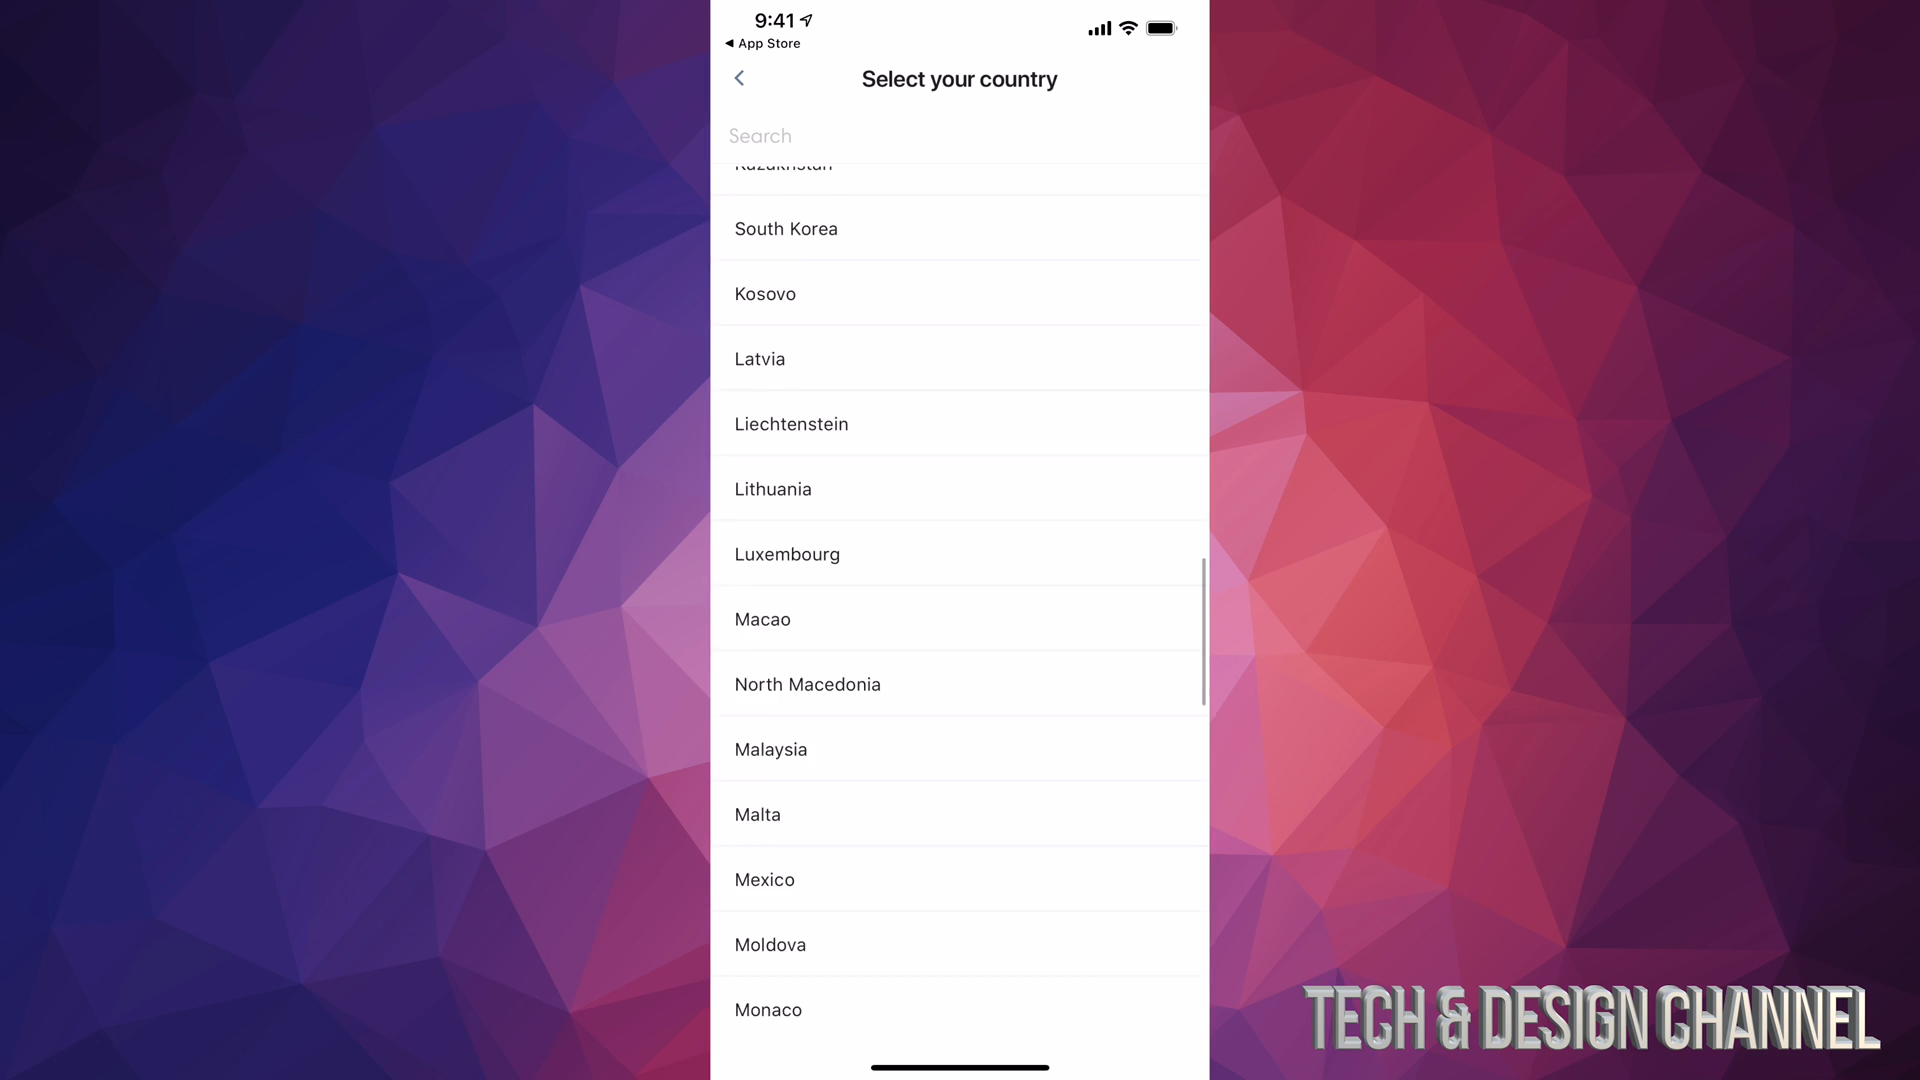 9:41
◀ App Store
Select your country
Search
Kazakhstan
South Korea
Kosovo
Latvia
Liechtenstein
Lithuania
Luxembourg
Macao
North Macedonia
Malaysia
Malta
Mexico
Moldova
Monaco
TECH & DESIGN CHANNEL